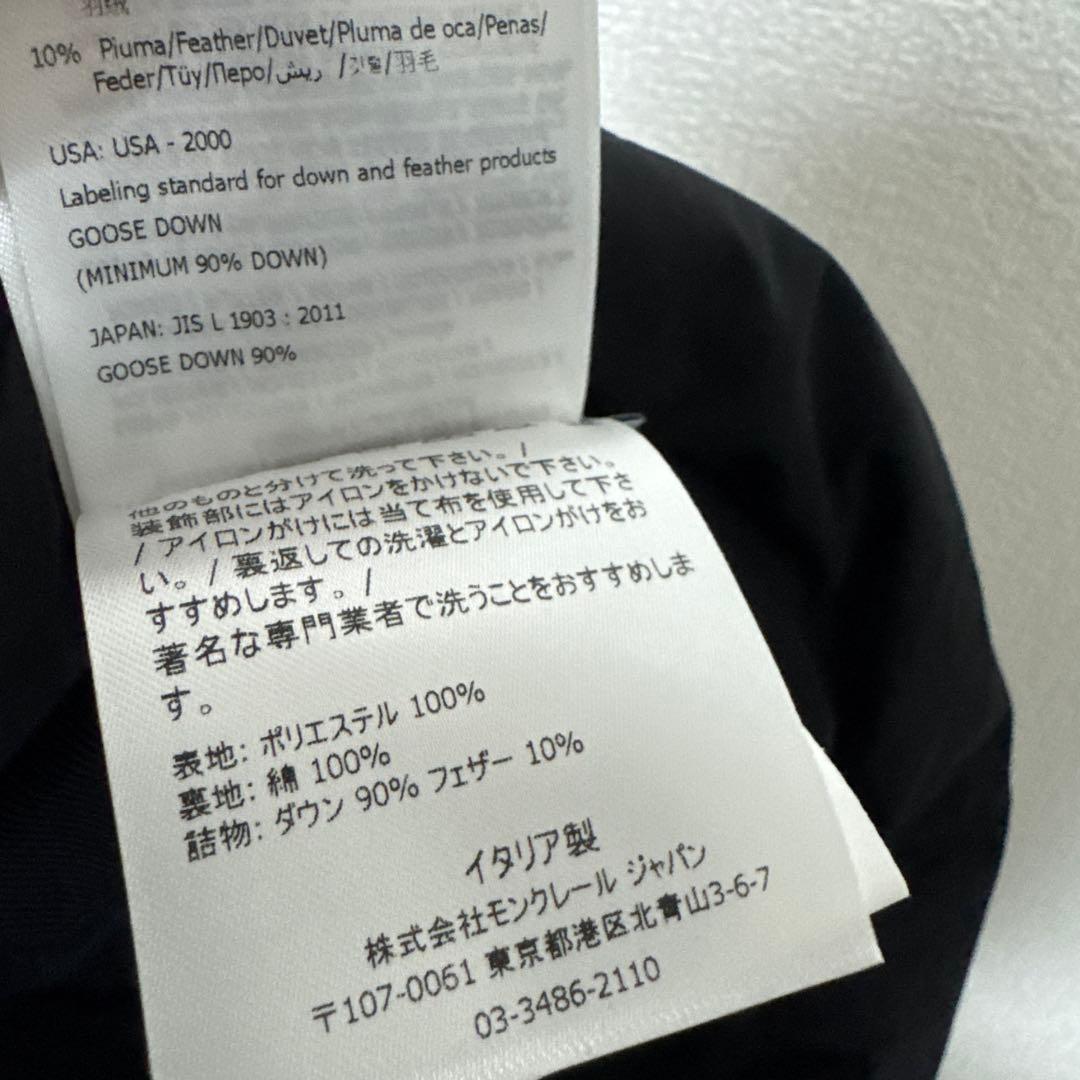 羽絨
10% Piuma/Feather/Duvet/Pluma de oca/Penas/
Feder/Tüy/Перо/ريش /깃털/羽毛
USA: USA - 2000
Labeling standard for down and feather products
GOOSE DOWN
(MINIMUM 90% DOWN)
JAPAN: JIS L 1903 : 2011
GOOSE DOWN 90%
他のものと分けて洗って下さい。/
装飾部にはアイロンをかけないで下さい。
/ アイロンがけには当て布を使用して下さ
い。/ 裏返しての洗濯とアイロンがけをお
すすめします。/
著名な専門業者で洗うことをおすすめしま
す。
表地: ポリエステル 100%
裏地: 綿 100%
詰物: ダウン 90% フェザー 10%
イタリア製
株式会社モンクレール ジャパン
〒107-0061 東京都港区北青山3-6-7
03-3486-2110